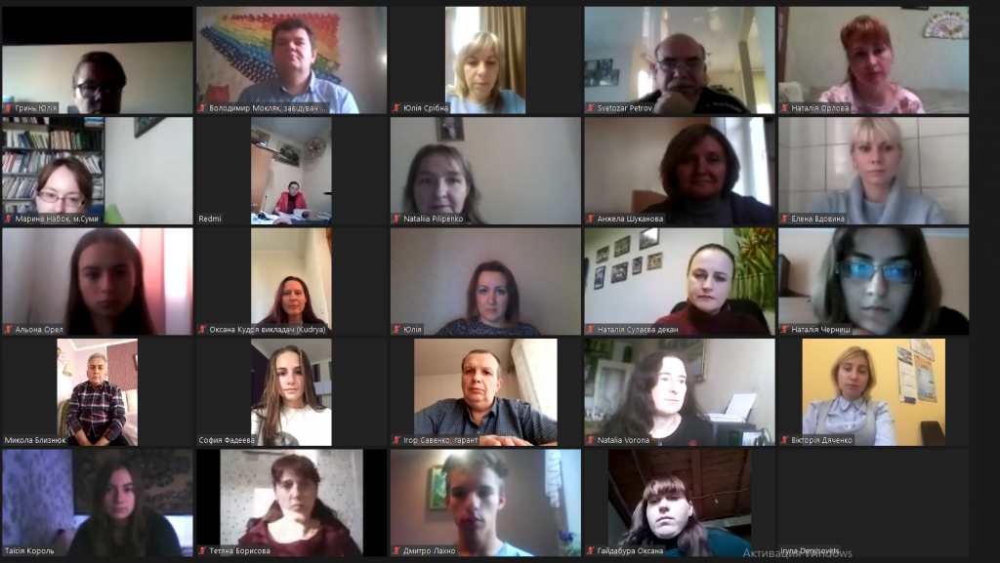 Гринь Юлія
Володимир Мокляк, завідувач ...
Юлія Срібна
Svetozar Petrov
Наталія Орлова
Марина Набок, м.Суми
Redmi
Nataliia Pilipenko
Анжела Шуканова
Елена Вдовина
Альона Орел
Оксана Кудря викладач (Kudrya)
Юлія
Наталія Сулаєва декан
Наталія Черниш
Микола Близнюк
София Фадеева
Ігор Савенко, гарант
Natalia Vorona
Вікторія Дяченко
Таїсія Король
Тетяна Борисова
Дмитро Лахно
Гайдабура Оксана
Iryna Denysovets
Активация Windows